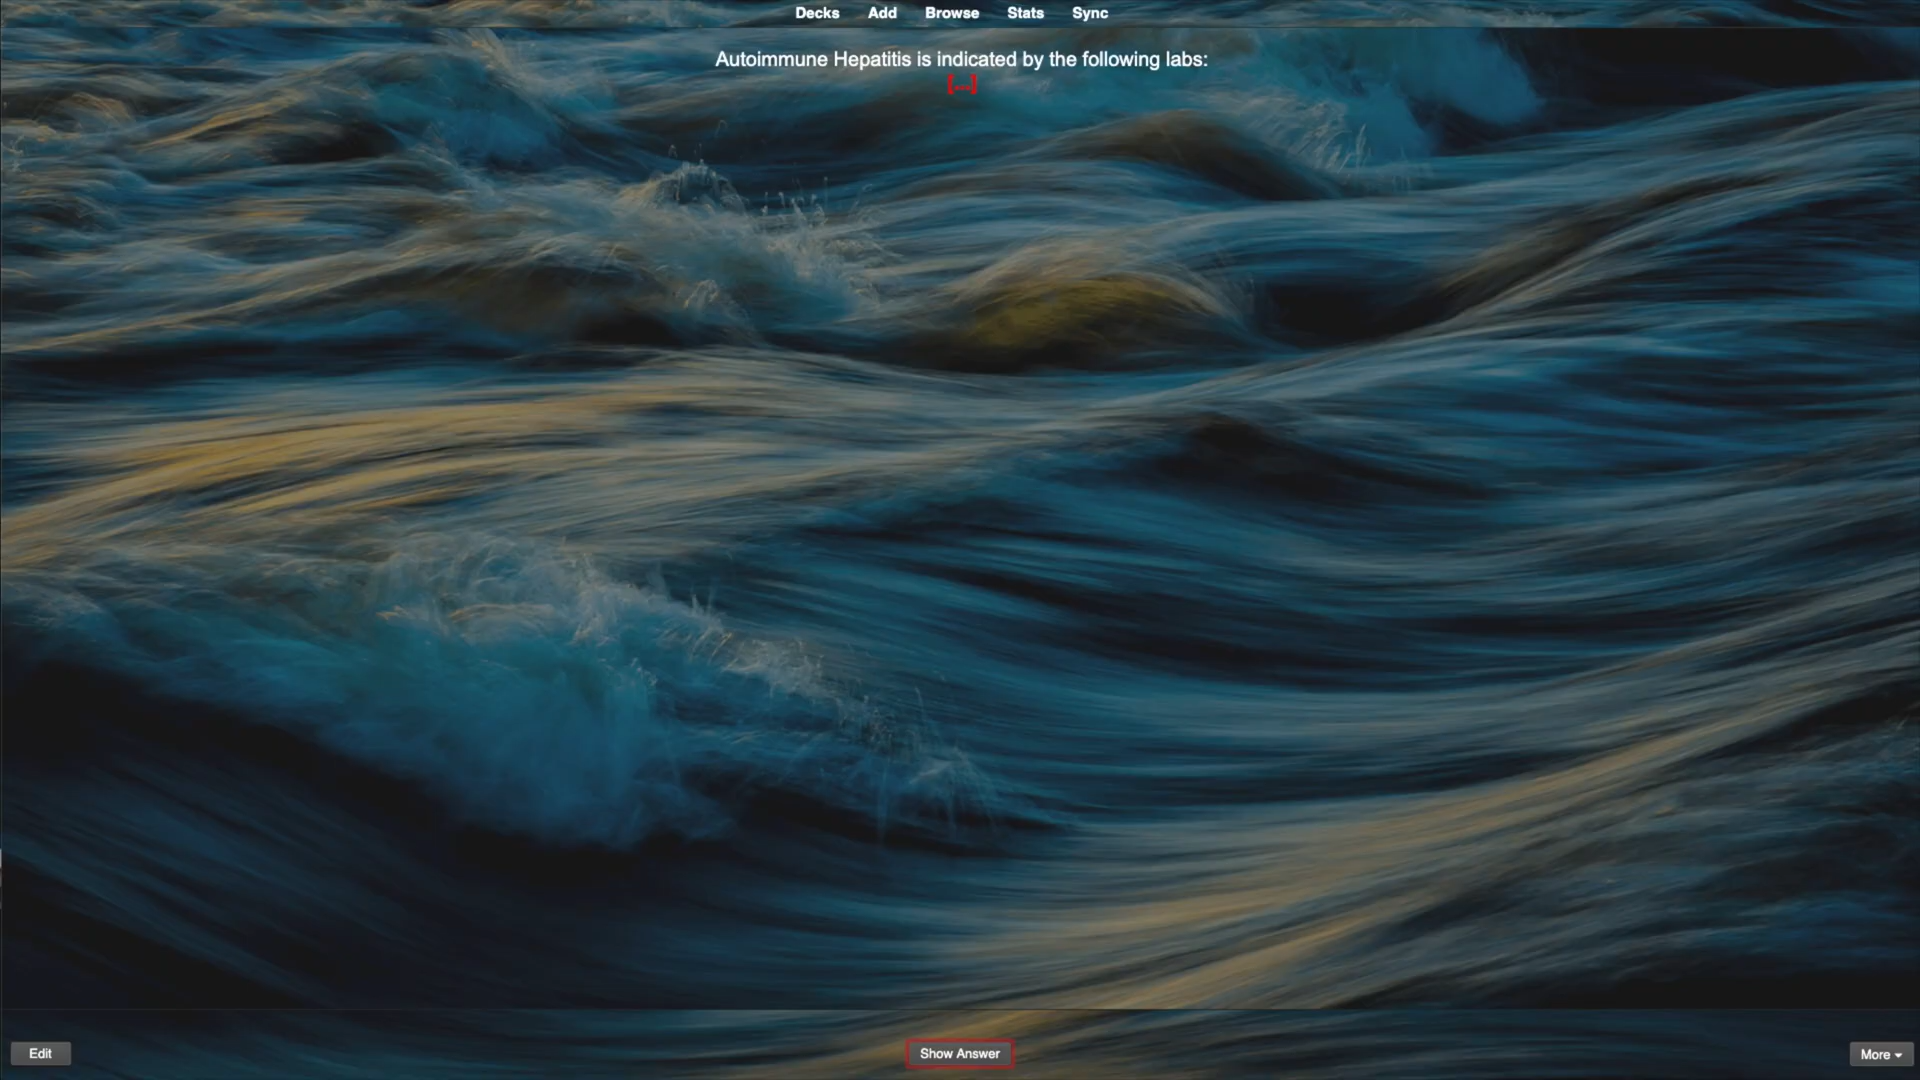 Decks Add Browse Stats Sync
Autoimmune Hepatitis is indicated by the following labs:
[...]
Edit Show Answer More